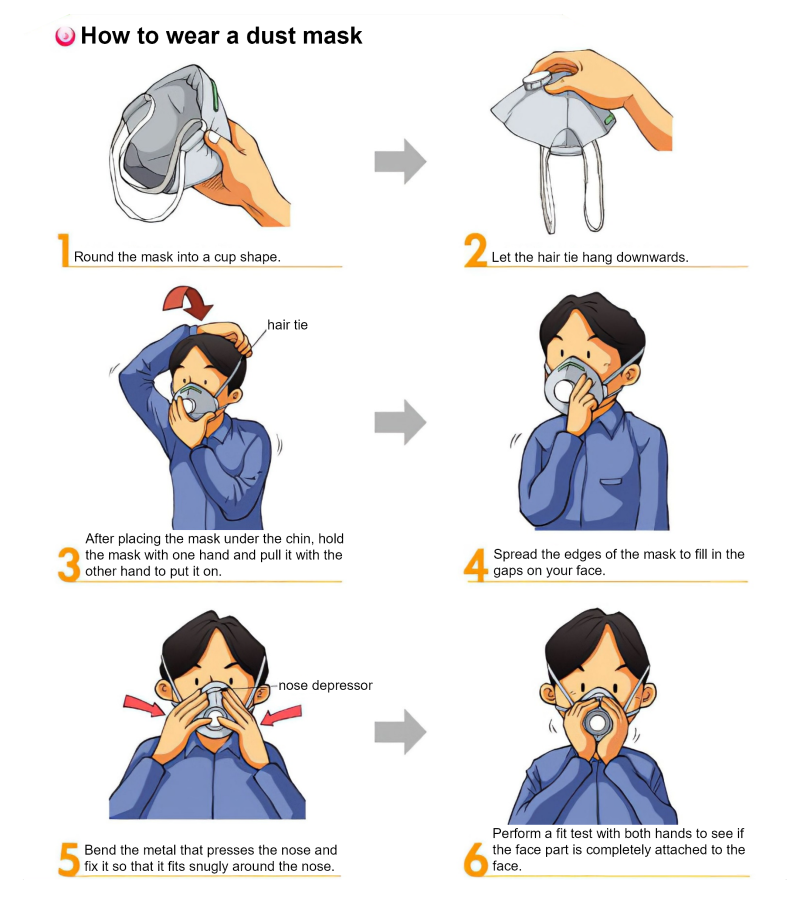 How to wear a dust mask
1 Round the mask into a cup shape.
2 Let the hair tie hang downwards.
hair tie
3 After placing the mask under the chin, hold
the mask with one hand and pull it with the
other hand to put it on.
4 Spread the edges of the mask to fill in the
gaps on your face.
nose depressor
5 Bend the metal that presses the nose and
fix it so that it fits snugly around the nose.
6 Perform a fit test with both hands to see if
the face part is completely attached to the
face.